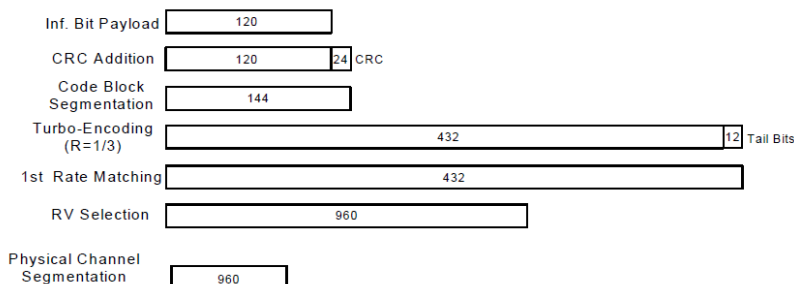 Inf. Bit Payload 120
CRC Addition 120 24 CRC
Code Block
Segmentation 144
Turbo-Encoding
(R=1/3) 432 12 Tail Bits
1st Rate Matching 432
RV Selection 960
Physical Channel
Segmentation 960